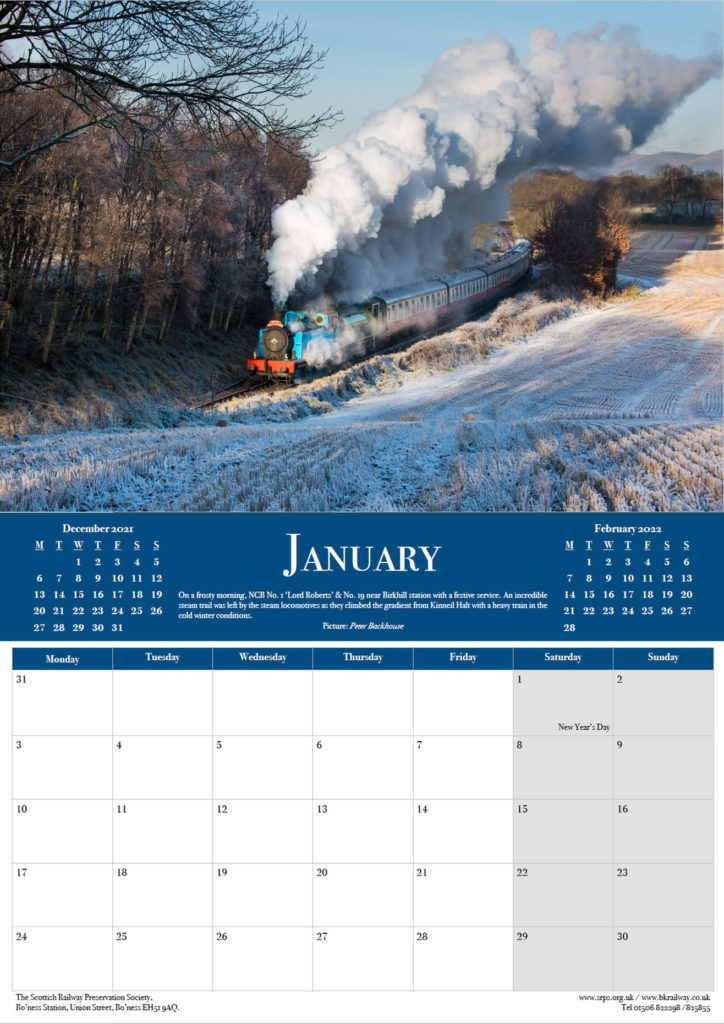 December 2021
M T W T F S S
1 2 3 4 5
6 7 8 9 10 11 12
13 14 15 16 17 18 19
20 21 22 23 24 25 26
27 28 29 30 31
January
On a frosty morning, NCB No. 1 'Lord Roberts' & No. 19 near Birkhill station with a festive service. An incredible
steam trail was left by the steam locomotives as they climbed the gradient from Kinneil Halt with a heavy train in the
cold winter conditions.
Picture: Peter Backhouse
February 2022
M T W T F S S
1 2 3 4 5 6
7 8 9 10 11 12 13
14 15 16 17 18 19 20
21 22 23 24 25 26 27
28
Monday Tuesday Wednesday Thursday Friday Saturday Sunday
31 1 2
New Year's Day
3 4 5 6 7 8 9
10 11 12 13 14 15 16
17 18 19 20 21 22 23
24 25 26 27 28 29 30
The Scottish Railway Preservation Society,
Bo'ness Station, Union Street, Bo'ness EH51 9AQ.
www.srps.org.uk / www.bkrailway.co.uk
Tel 01506 822298 /825855